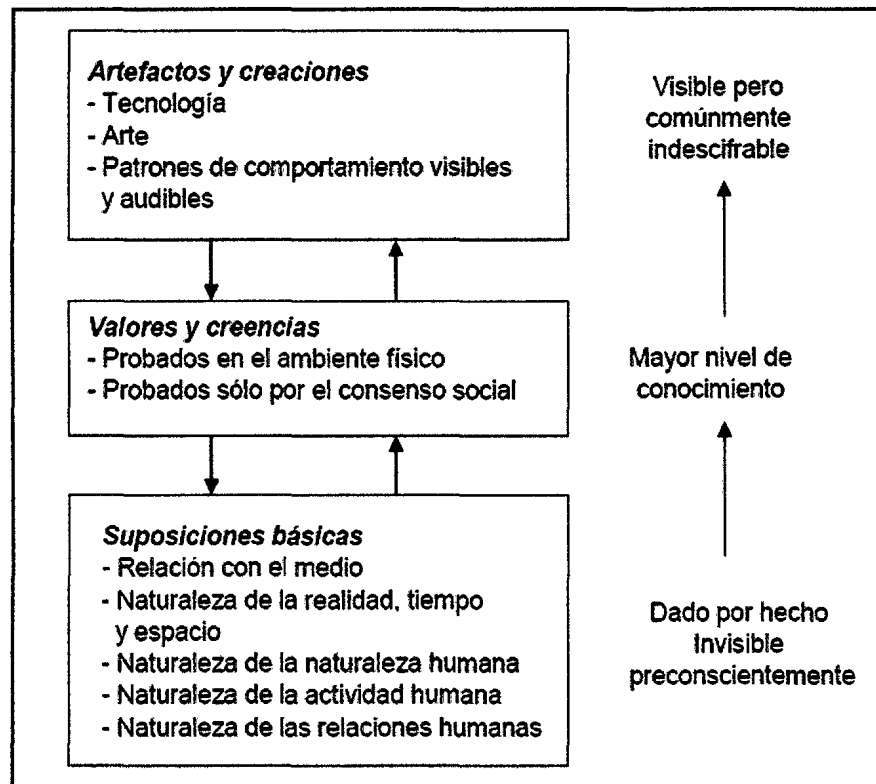 Artefactos y creaciones
- Tecnología
- Arte
- Patrones de comportamiento visibles
y audibles
Visible pero
comúnmente
indescifrable
Valores y creencias
- Probados en el ambiente físico
- Probados sólo por el consenso social
Mayor nivel de
conocimiento
Suposiciones básicas
- Relación con el medio
- Naturaleza de la realidad, tiempo
y espacio
- Naturaleza de la naturaleza humana
- Naturaleza de la actividad humana
- Naturaleza de las relaciones humanas
Dado por hecho
Invisible
preconscientemente